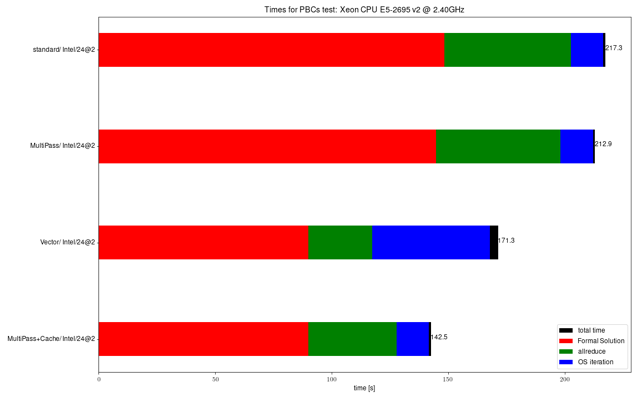 Times for PBCs test: Xeon CPU E5-2695 v2 @ 2.40GHz
standard/ Intel/24@2
217.3
MultiPass/ Intel/24@2
212.9
Vector/ Intel/24@2
171.3
MultiPass+Cache/ Intel/24@2
142.5
total time
Formal Solution
allreduce
OS iteration
0
50
100
150
200
time [s]